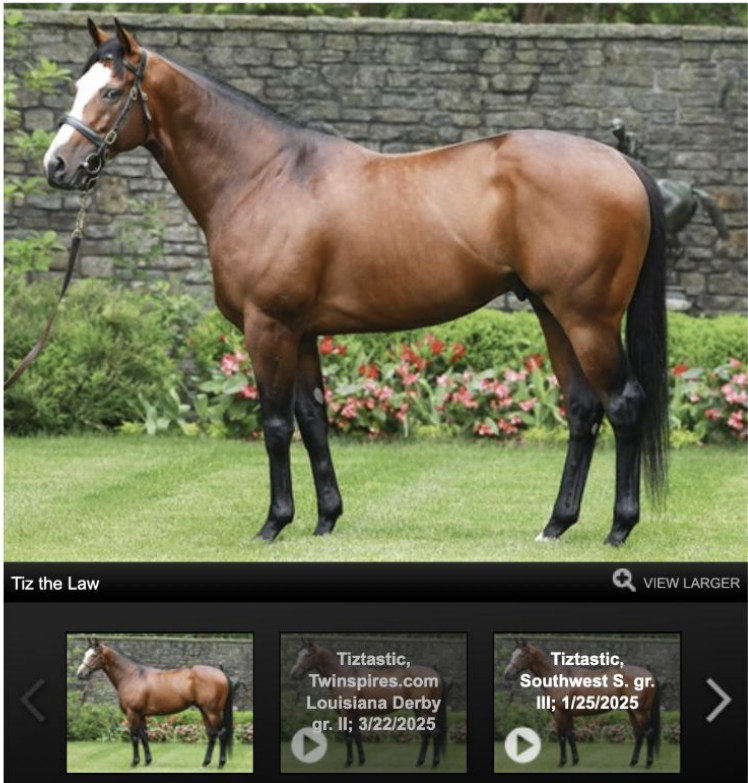 Tiz the Law
VIEW LARGER
Tiztastic,
Twinspires.com
Louisiana Derby
gr. II; 3/22/2025
Tiztastic,
Southwest S. gr.
III; 1/25/2025